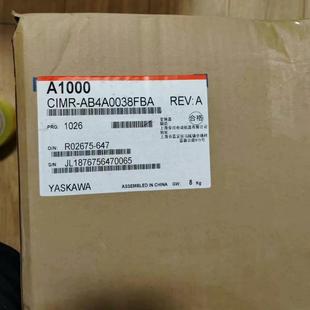 A1000
CIMR-AB4A0038FBA REV: A
PRG: 1026
合格
O/N: R02675-647
S/N: JL1876756470065
YASKAWA
ASSEMBLED IN CHINA
GW: 8 Kg